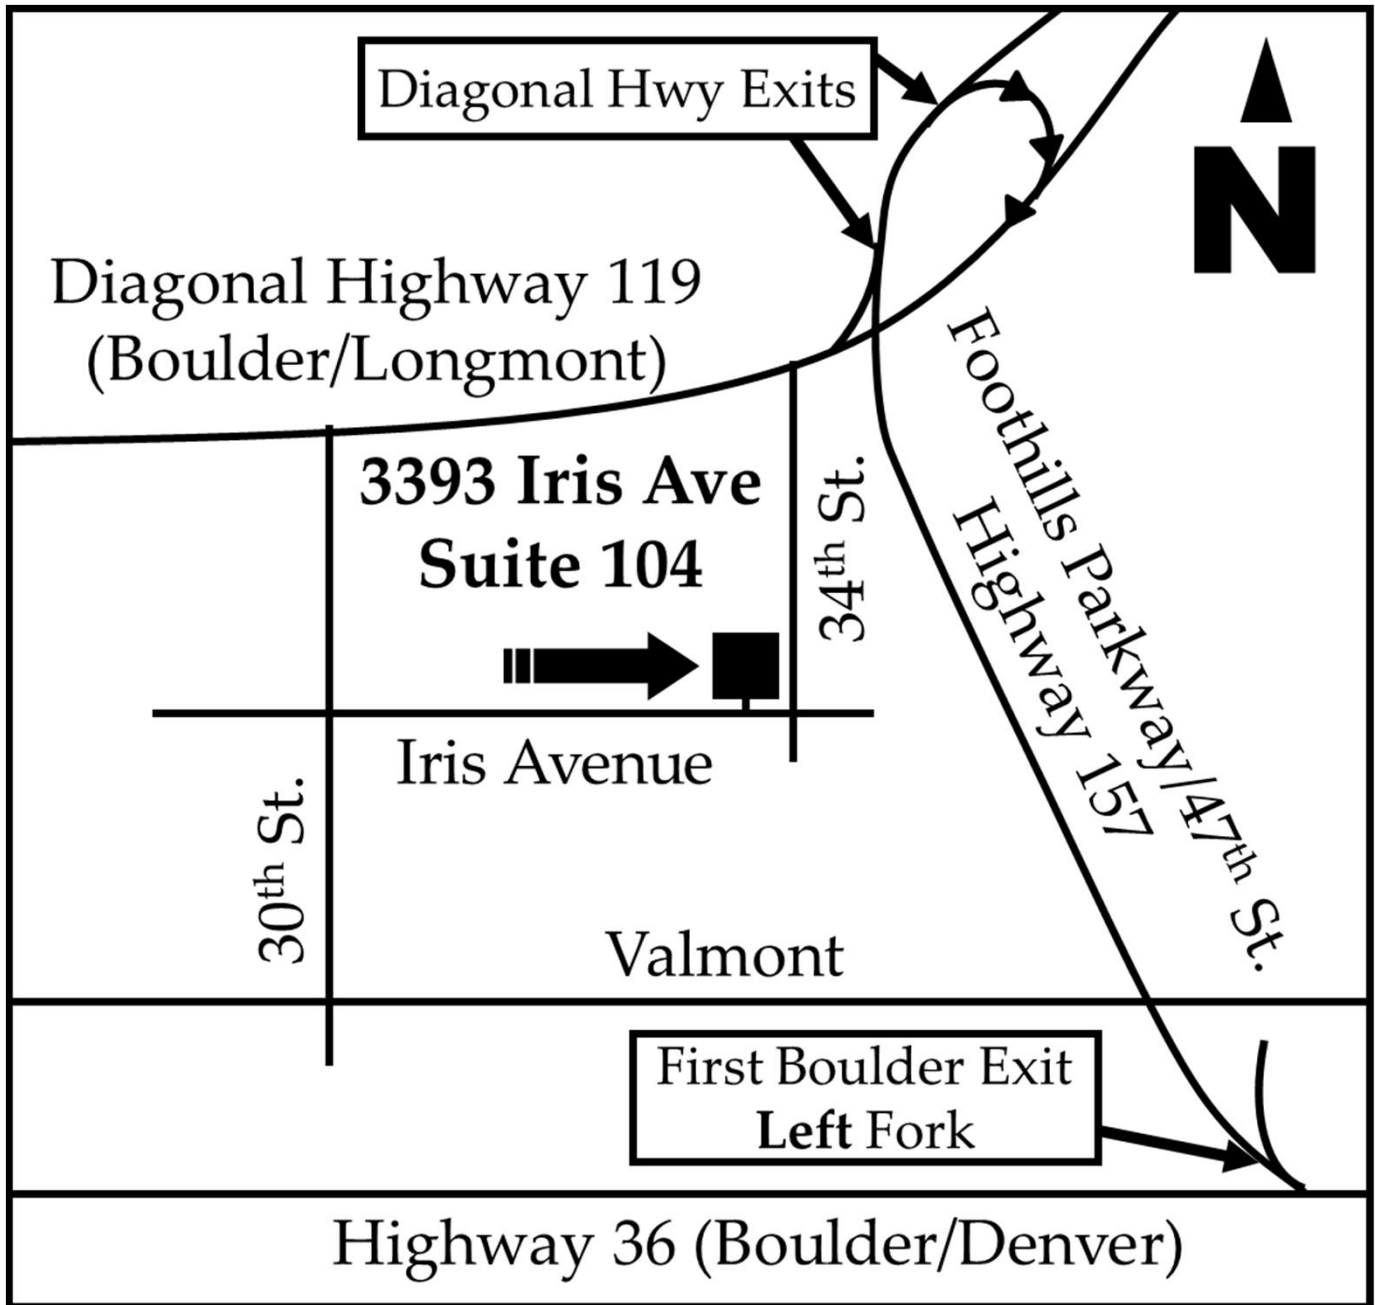 Diagonal Hwy Exits
N
Diagonal Highway 119
(Boulder/Longmont)
3393 Iris Ave
Suite 104
34th St.
Foothills Parkway/47th St.
Highway 157
Iris Avenue
30th St.
Valmont
First Boulder Exit
Left Fork
Highway 36 (Boulder/Denver)